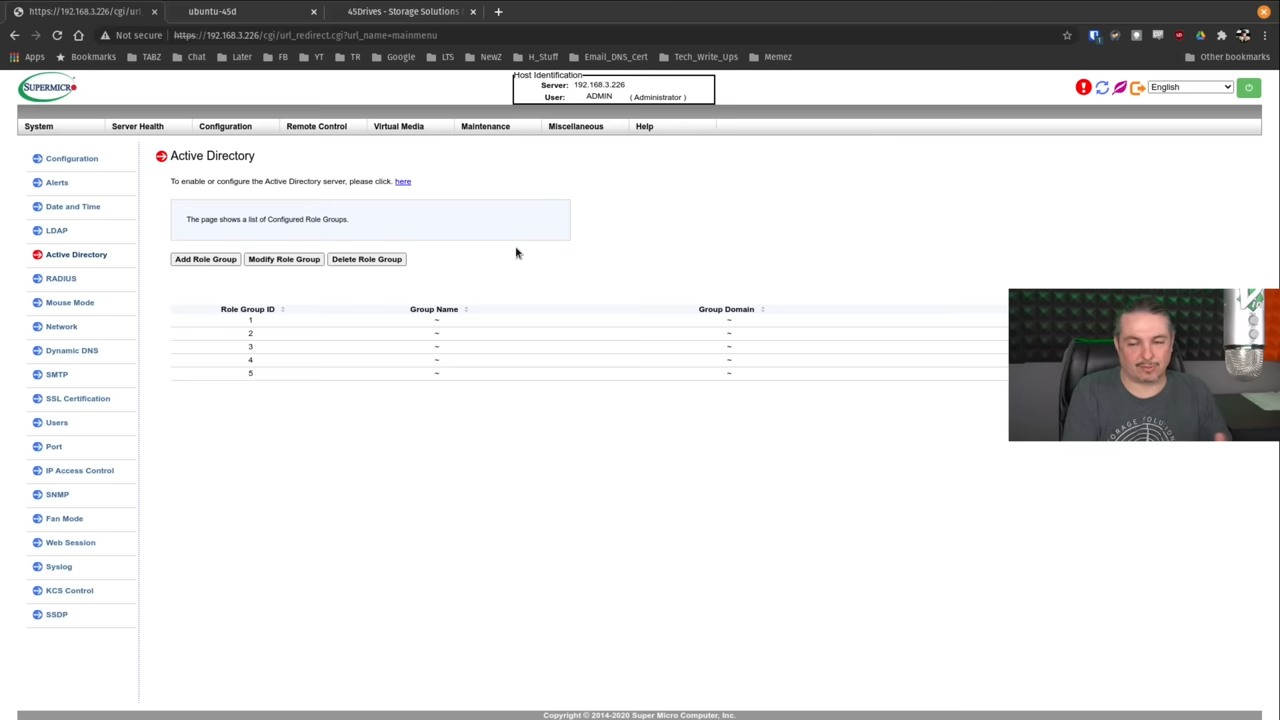 https://192.168.3.226/cgi/url
ubuntu-45d
45Drives - Storage Solutions
Not secure https://192.168.3.226/cgi/url_redirect.cgi?url_name=mainmenu
Apps Bookmarks TABZ Chat Later FB YT TR Google LTS NewZ H_Stuff Email_DNS_Cert Tech_Write_Ups Memez Other bookmarks
SUPERMICRO
Host Identification
Server: 192.168.3.226
User: ADMIN ( Administrator )
English
System Server Health Configuration Remote Control Virtual Media Maintenance Miscellaneous Help
Configuration
Alerts
Date and Time
LDAP
Active Directory
RADIUS
Mouse Mode
Network
Dynamic DNS
SMTP
SSL Certification
Users
Port
IP Access Control
SNMP
Fan Mode
Web Session
Syslog
KCS Control
SSDP
Active Directory
To enable or configure the Active Directory server, please click. here
The page shows a list of Configured Role Groups.
Add Role Group Modify Role Group Delete Role Group
Role Group ID Group Name Group Domain
1 ~ ~
2 ~ ~
3 ~ ~
4 ~ ~
5 ~ ~
Copyright © 2014-2020 Super Micro Computer, Inc.